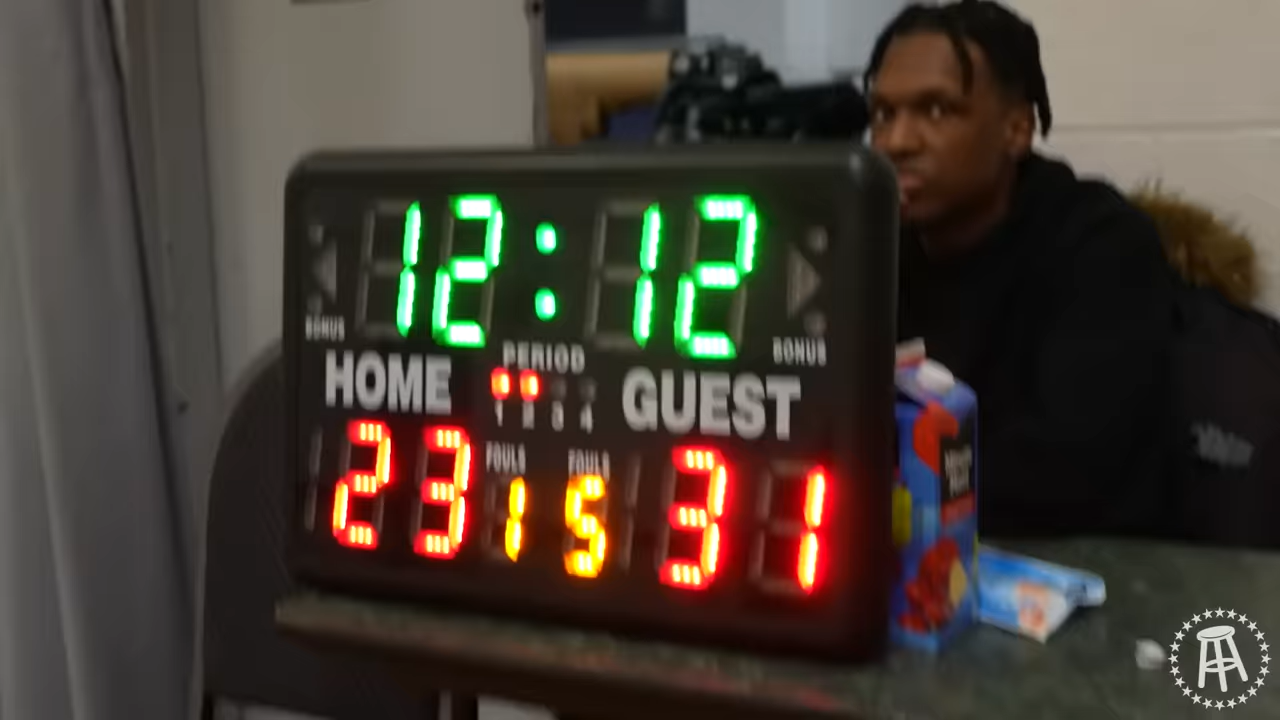 12:12
BONUS PERIOD BONUS
HOME 1 2 3 4 GUEST
FOULS FOULS
23 1 5 31